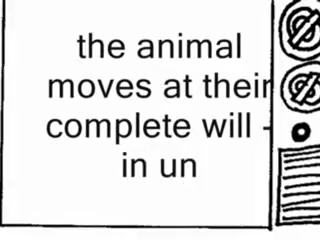 the animal
moves at their
complete will -
in un